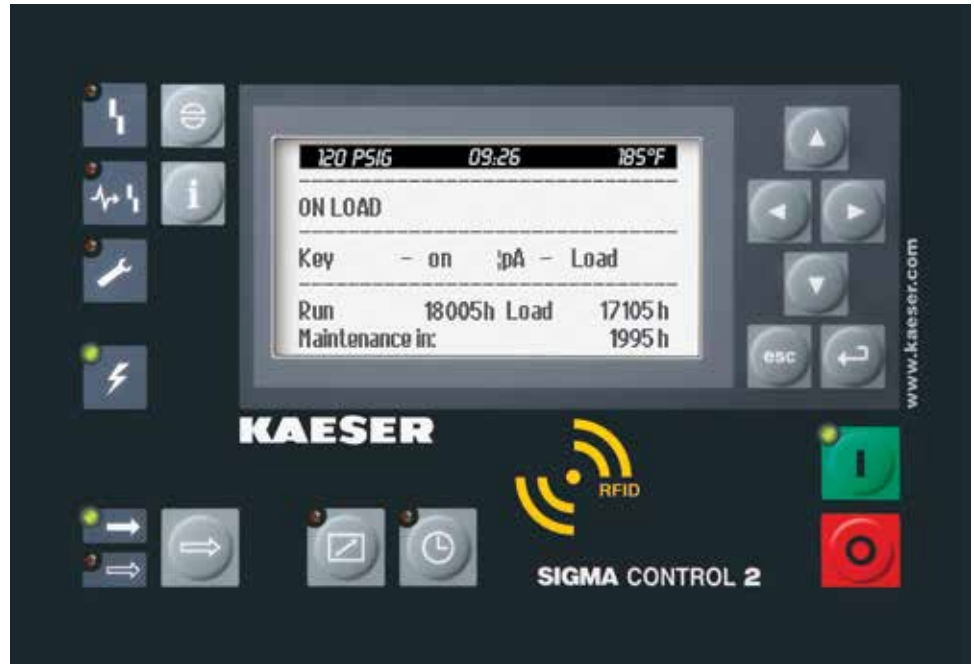 120 PSIG 09:26 185°F
ON LOAD
Key - on ¦pA - Load
Run 18005h Load 17105h
Maintenance in: 1995h
esc
www.kaeser.com
KAESER
RFID
I
O
SIGMA CONTROL 2
i